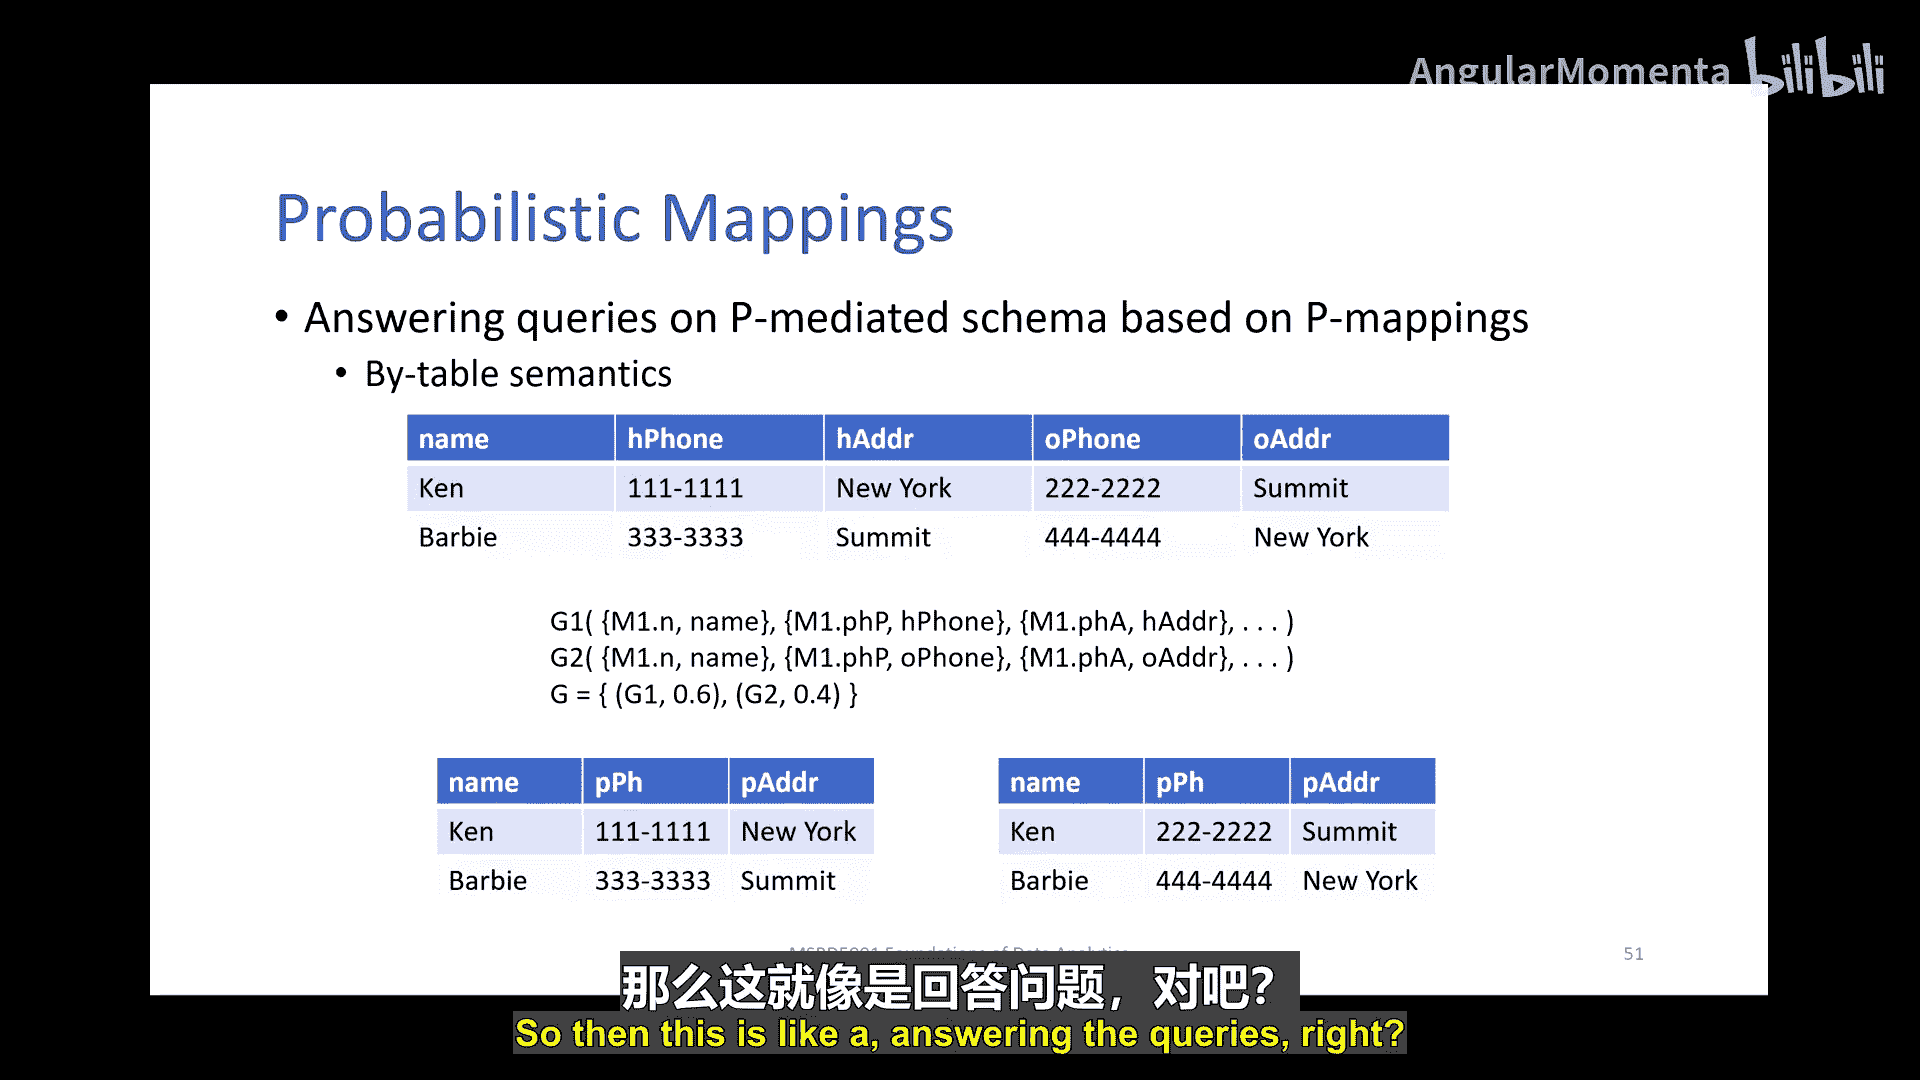 AngularMomenta bilibili
Probabilistic Mappings
• Answering queries on P-mediated schema based on P-mappings
• By-table semantics
name hPhone hAddr oPhone oAddr
Ken 111-1111 New York 222-2222 Summit
Barbie 333-3333 Summit 444-4444 New York
G1( {M1.n, name}, {M1.phP, hPhone}, {M1.phA, hAddr}, . . . )
G2( {M1.n, name}, {M1.phP, oPhone}, {M1.phA, oAddr}, . . . )
G = { (G1, 0.6), (G2, 0.4) }
name pPh pAddr
Ken 111-1111 New York
Barbie 333-3333 Summit
name pPh pAddr
Ken 222-2222 Summit
Barbie 444-4444 New York
51
那么这就像是回答问题，对吧？
So then this is like a, answering the queries, right?